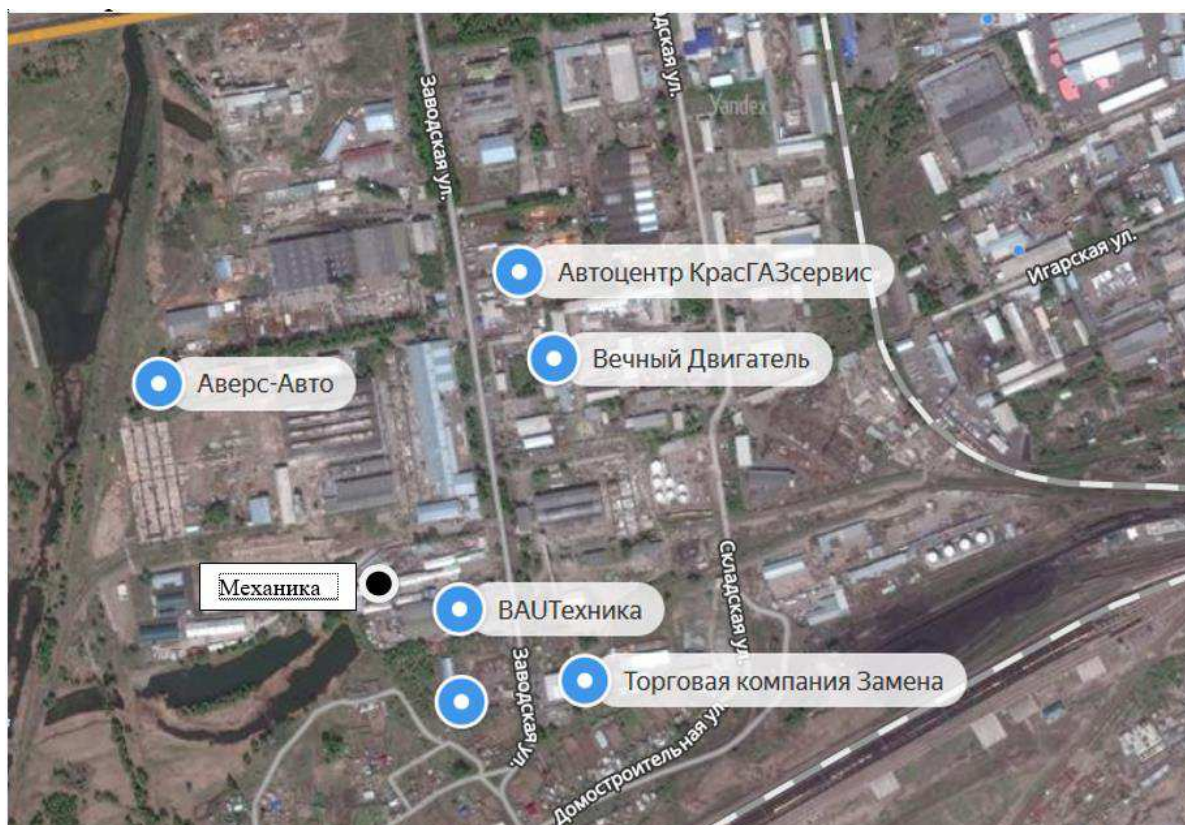 Заводская ул.
дская ул.
Yandex
Автоцентр КрасГАЗсервис
Игарская ул.
Вечный Двигатель
Аверс-Авто
Механика
BAUТехника
Складская ул.
Заводская ул.
Торговая компания Замена
Домостроительная ул.